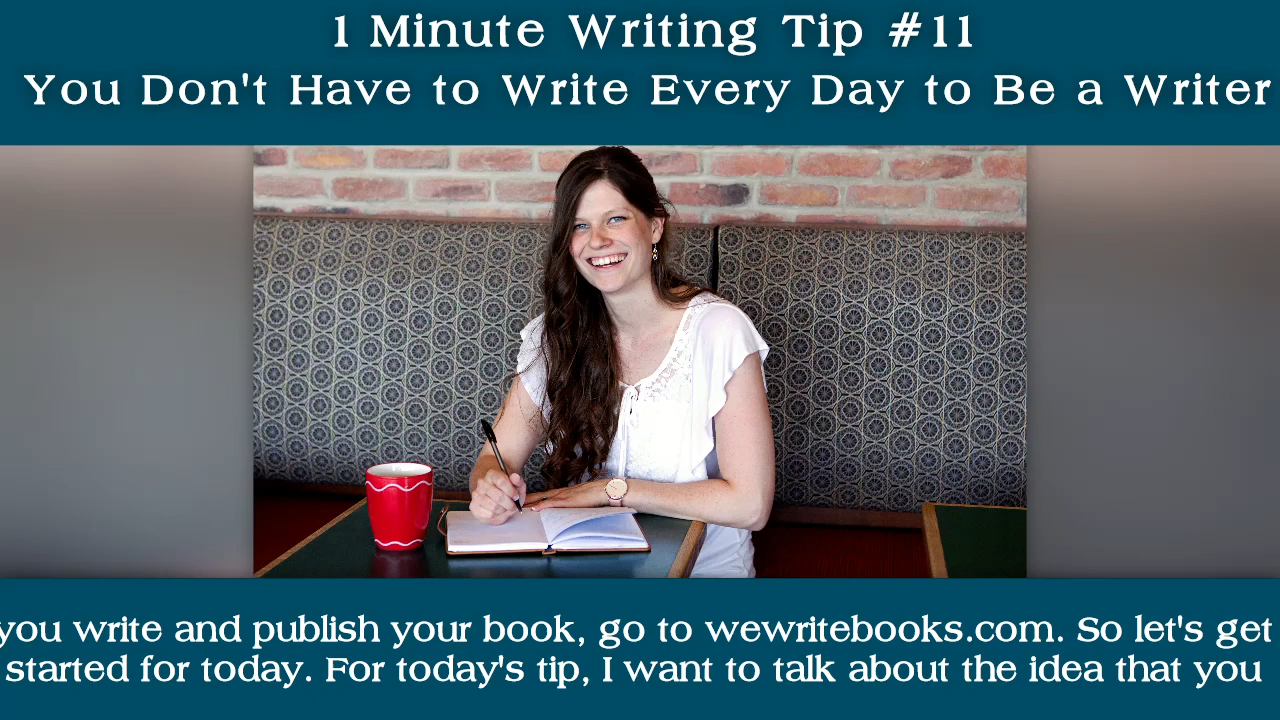 1 Minute Writing Tip #11
You Don't Have to Write Every Day to Be a Writer
you write and publish your book, go to wewritebooks.com. So let's get
started for today. For today's tip, I want to talk about the idea that you